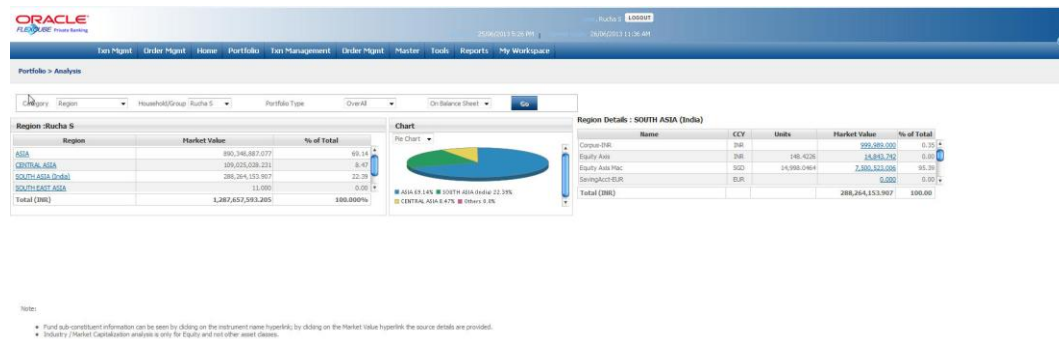 ORACLE
FLEXCUBE Private Banking
Rucha S LOGOUT
25/06/2013 5:26 PM | 26/06/2013 11:36 AM
Txn Mgmt Order Mgmt Home Portfolio Txn Management Order Mgmt Master Tools Reports My Workspace
Portfolio > Analysis
Category Region Household/Group Rucha S Portfolio Type OverAll On Balance Sheet Go
Region :Rucha S
Region Market Value % of Total
ASIA 890,348,887.077 69.14
CENTRAL ASIA 109,025,028.231 8.47
SOUTH ASIA (India) 288,264,153.907 22.39
SOUTH EAST ASIA 11.000 0.00
Total (INR) 1,287,657,593.205 100.000%
Chart
Pie Chart
ASIA 69.14% SOUTH ASIA (India) 22.39%
CENTRAL ASIA 8.47% Others 0.0%
Region Details : SOUTH ASIA (India)
Name CCY Units Market Value % of Total
Corpus-INR INR 999,989.000 0.35
Equity Axis INR 148.4226 14,843.742 0.00
Equity Axis Mac SGD 14,998.0464 95.39
SavingAcct-EUR EUR 0.000 0.00
Total (INR) 288,264,153.907 100.00
Note:
Fund sub-constituent information can be seen by clicking on the instrument name hyperlink; by clicking on the Market Value hyperlink the source details are provided.
Industry /Market Capitalization analysis is only for Equity and not other asset classes.